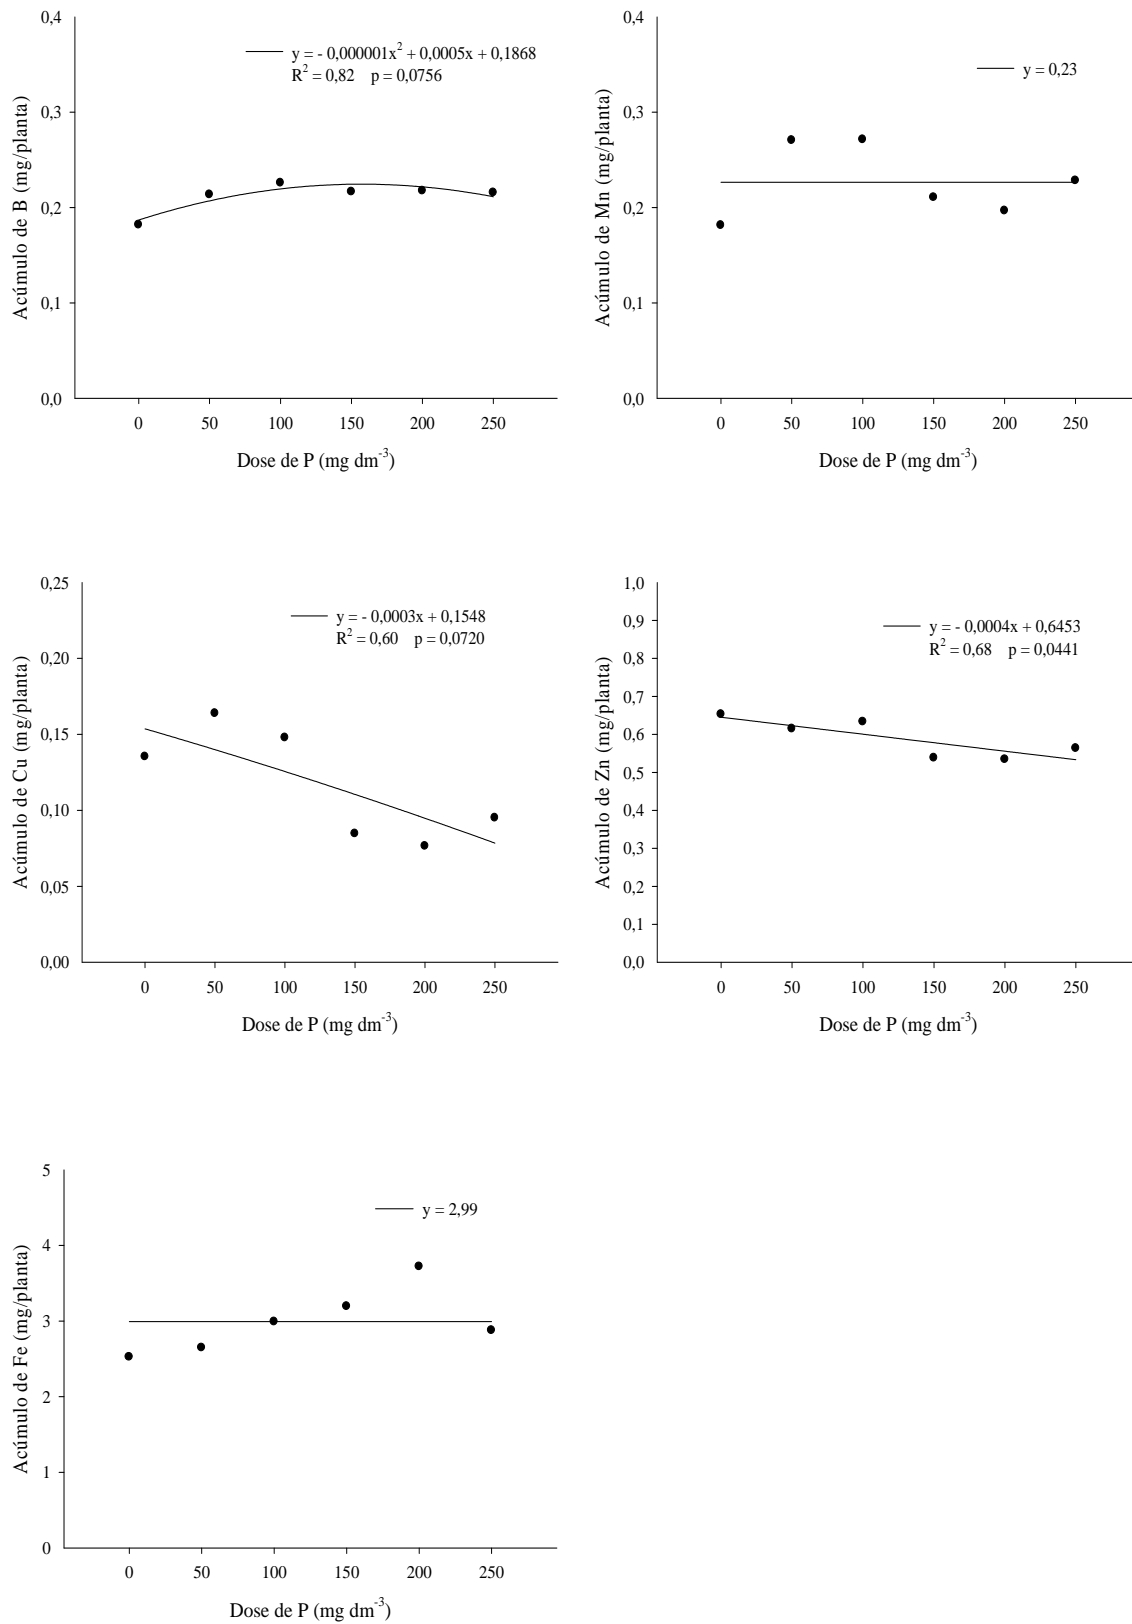 0,4
0,3
0,2
0,1
0,0
Acúmulo de B (mg/planta)
y = - 0,000001x² + 0,0005x + 0,1868
R² = 0,82 p = 0,0756
0 50 100 150 200 250
Dose de P (mg dm⁻³)
0,4
0,3
0,2
0,1
0,0
Acúmulo de Mn (mg/planta)
y = 0,23
0 50 100 150 200 250
Dose de P (mg dm⁻³)
0,25
0,20
0,15
0,10
0,05
0,00
Acúmulo de Cu (mg/planta)
y = - 0,0003x + 0,1548
R² = 0,60 p = 0,0720
0 50 100 150 200 250
Dose de P (mg dm⁻³)
1,0
0,9
0,8
0,7
0,6
0,5
0,4
0,3
0,2
0,1
0,0
Acúmulo de Zn (mg/planta)
y = - 0,0004x + 0,6453
R² = 0,68 p = 0,0441
0 50 100 150 200 250
Dose de P (mg dm⁻³)
5
4
3
2
1
0
Acúmulo de Fe (mg/planta)
y = 2,99
0 50 100 150 200 250
Dose de P (mg dm⁻³)